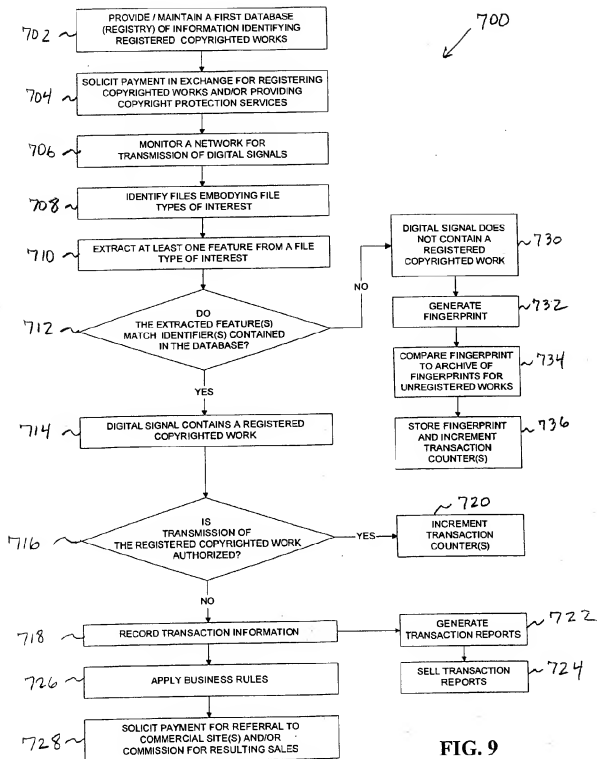 700
702
PROVIDE / MAINTAIN A FIRST DATABASE
(REGISTRY) OF INFORMATION IDENTIFYING
REGISTERED COPYRIGHTED WORKS
704
SOLICIT PAYMENT IN EXCHANGE FOR REGISTERING
COPYRIGHTED WORKS AND/OR PROVIDING
COPYRIGHT PROTECTION SERVICES
706
MONITOR A NETWORK FOR
TRANSMISSION OF DIGITAL SIGNALS
708
IDENTIFY FILES EMBODYING FILE
TYPES OF INTEREST
710
EXTRACT AT LEAST ONE FEATURE FROM A FILE
TYPE OF INTEREST
712
DO
THE EXTRACTED FEATURE(S)
MATCH IDENTIFIER(S) CONTAINED
IN THE DATABASE?
NO
DIGITAL SIGNAL DOES
NOT CONTAIN A
REGISTERED
COPYRIGHTED WORK
730
GENERATE
FINGERPRINT
732
COMPARE FINGERPRINT
TO ARCHIVE OF
FINGERPRINTS FOR
UNREGISTERED WORKS
734
STORE FINGERPRINT
AND INCREMENT
TRANSACTION
COUNTER(S)
736
YES
714
DIGITAL SIGNAL CONTAINS A REGISTERED
COPYRIGHTED WORK
716
IS
TRANSMISSION OF
THE REGISTERED COPYRIGHTED WORK
AUTHORIZED?
YES
720
INCREMENT
TRANSACTION
COUNTER(S)
NO
718
RECORD TRANSACTION INFORMATION
GENERATE
TRANSACTION REPORTS
722
SELL TRANSACTION
REPORTS
724
726
APPLY BUSINESS RULES
728
SOLICIT PAYMENT FOR REFERRAL TO
COMMERCIAL SITE(S) AND/OR
COMMISSION FOR RESULTING SALES
FIG. 9